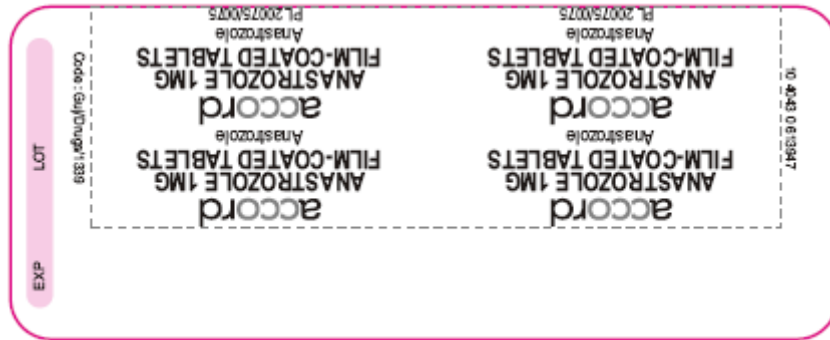 accord
ANASTROZOLE 1MG
FILM-COATED TABLETS
Anastrozole
accord
ANASTROZOLE 1MG
FILM-COATED TABLETS
Anastrozole
PL 20075/0075
accord
ANASTROZOLE 1MG
FILM-COATED TABLETS
Anastrozole
accord
ANASTROZOLE 1MG
FILM-COATED TABLETS
Anastrozole
PL 20075/0075
Code : Guj/Drugs/1339
10 4043 0 613947
LOT
EXP